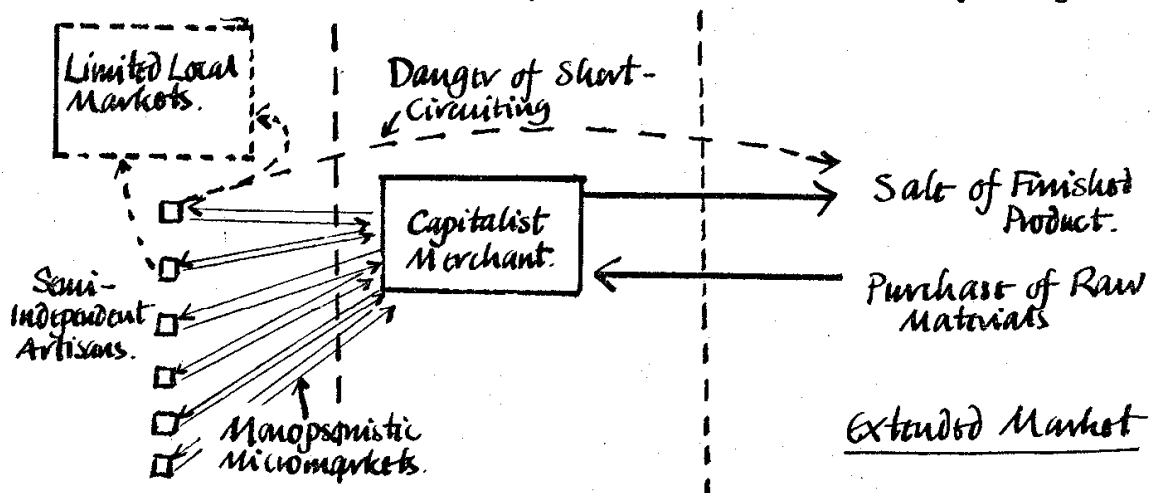 Limited Local
Markets.
Danger of Short-
Circuiting
Capitalist
Merchant.
Sale of Finished
Product.
Purchase of Raw
Materials
Semi-
Independent
Artisans.
Monopsonistic
Micromarkets.
Extended Market